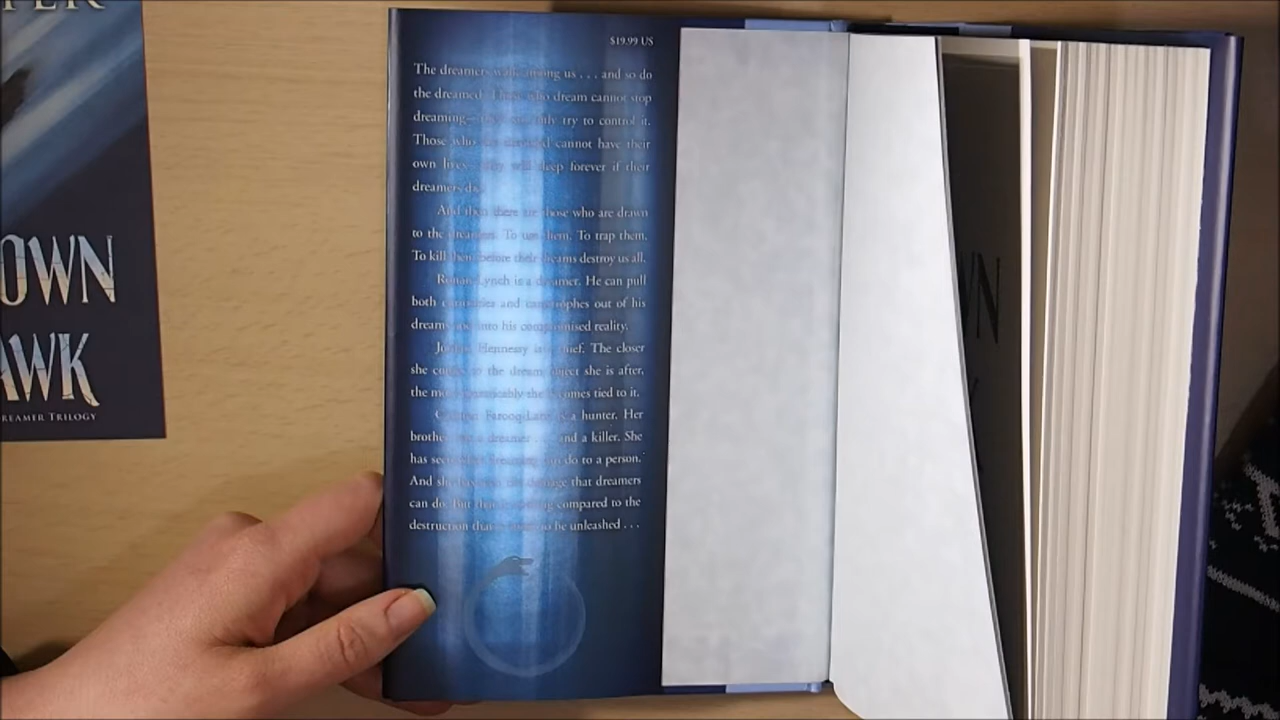 OWN
AWK
REAMER TRILOGY
$19.99 US
The dreamers walk among us . . . and so do
the dreamed. Those who dream cannot stop
dreaming—they can only try to control it.
Those who are dreamed cannot have their
own lives—they will sleep forever if their
dreamers die.
And then there are those who are drawn
to the dreamers. To use them. To trap them.
To kill them before their dreams destroy us all.
Ronan Lynch is a dreamer. He can pull
both curiosities and catastrophes out of his
dreams and into his compromised reality.
Jordan Hennessy is a thief. The closer
she comes to the dream object she is after,
the more inextricably she becomes tied to it.
Carmen Farooq-Lane is a hunter. Her
brother was a dreamer . . . and a killer. She
has seen what dreaming can do to a person.
And she has seen the damage that dreamers
can do. But that is nothing compared to the
destruction that is about to be unleashed . . .
WN